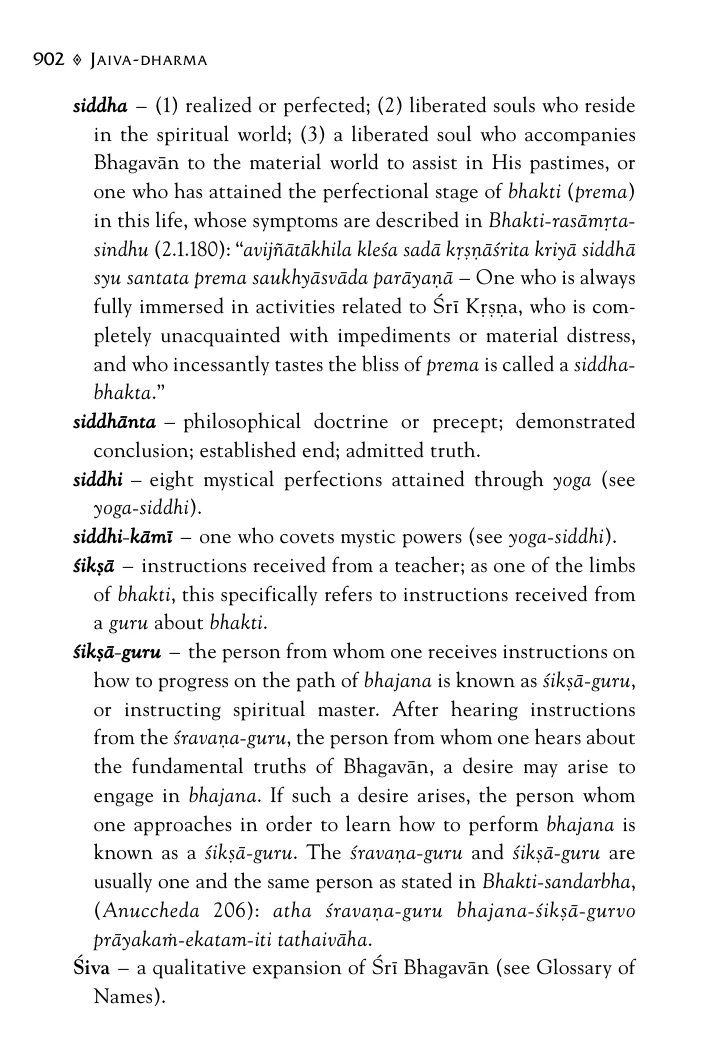 902 ◊ JAIVA-DHARMA
siddha – (1) realized or perfected; (2) liberated souls who reside
in the spiritual world; (3) a liberated soul who accompanies
Bhagavān to the material world to assist in His pastimes, or
one who has attained the perfectional stage of bhakti (prema)
in this life, whose symptoms are described in Bhakti-rasāmṛta-
sindhu (2.1.180): “avijñātākhila kleśa sadā kṛṣṇāśrita kriyā siddhā
syu santata prema saukhyāsvāda parāyaṇā – One who is always
fully immersed in activities related to Śrī Kṛṣṇa, who is com-
pletely unacquainted with impediments or material distress,
and who incessantly tastes the bliss of prema is called a siddha-
bhakta.”
siddhānta – philosophical doctrine or precept; demonstrated
conclusion; established end; admitted truth.
siddhi – eight mystical perfections attained through yoga (see
yoga-siddhi).
siddhi-kāmī – one who covets mystic powers (see yoga-siddhi).
śikṣā – instructions received from a teacher; as one of the limbs
of bhakti, this specifically refers to instructions received from
a guru about bhakti.
śikṣā-guru – the person from whom one receives instructions on
how to progress on the path of bhajana is known as śikṣā-guru,
or instructing spiritual master. After hearing instructions
from the śravaṇa-guru, the person from whom one hears about
the fundamental truths of Bhagavān, a desire may arise to
engage in bhajana. If such a desire arises, the person whom
one approaches in order to learn how to perform bhajana is
known as a śikṣā-guru. The śravaṇa-guru and śikṣā-guru are
usually one and the same person as stated in Bhakti-sandarbha,
(Anuccheda 206): atha śravaṇa-guru bhajana-śikṣā-gurvo
prāyakaṁ-ekatam-iti tathaivāha.
Śiva – a qualitative expansion of Śrī Bhagavān (see Glossary of
Names).